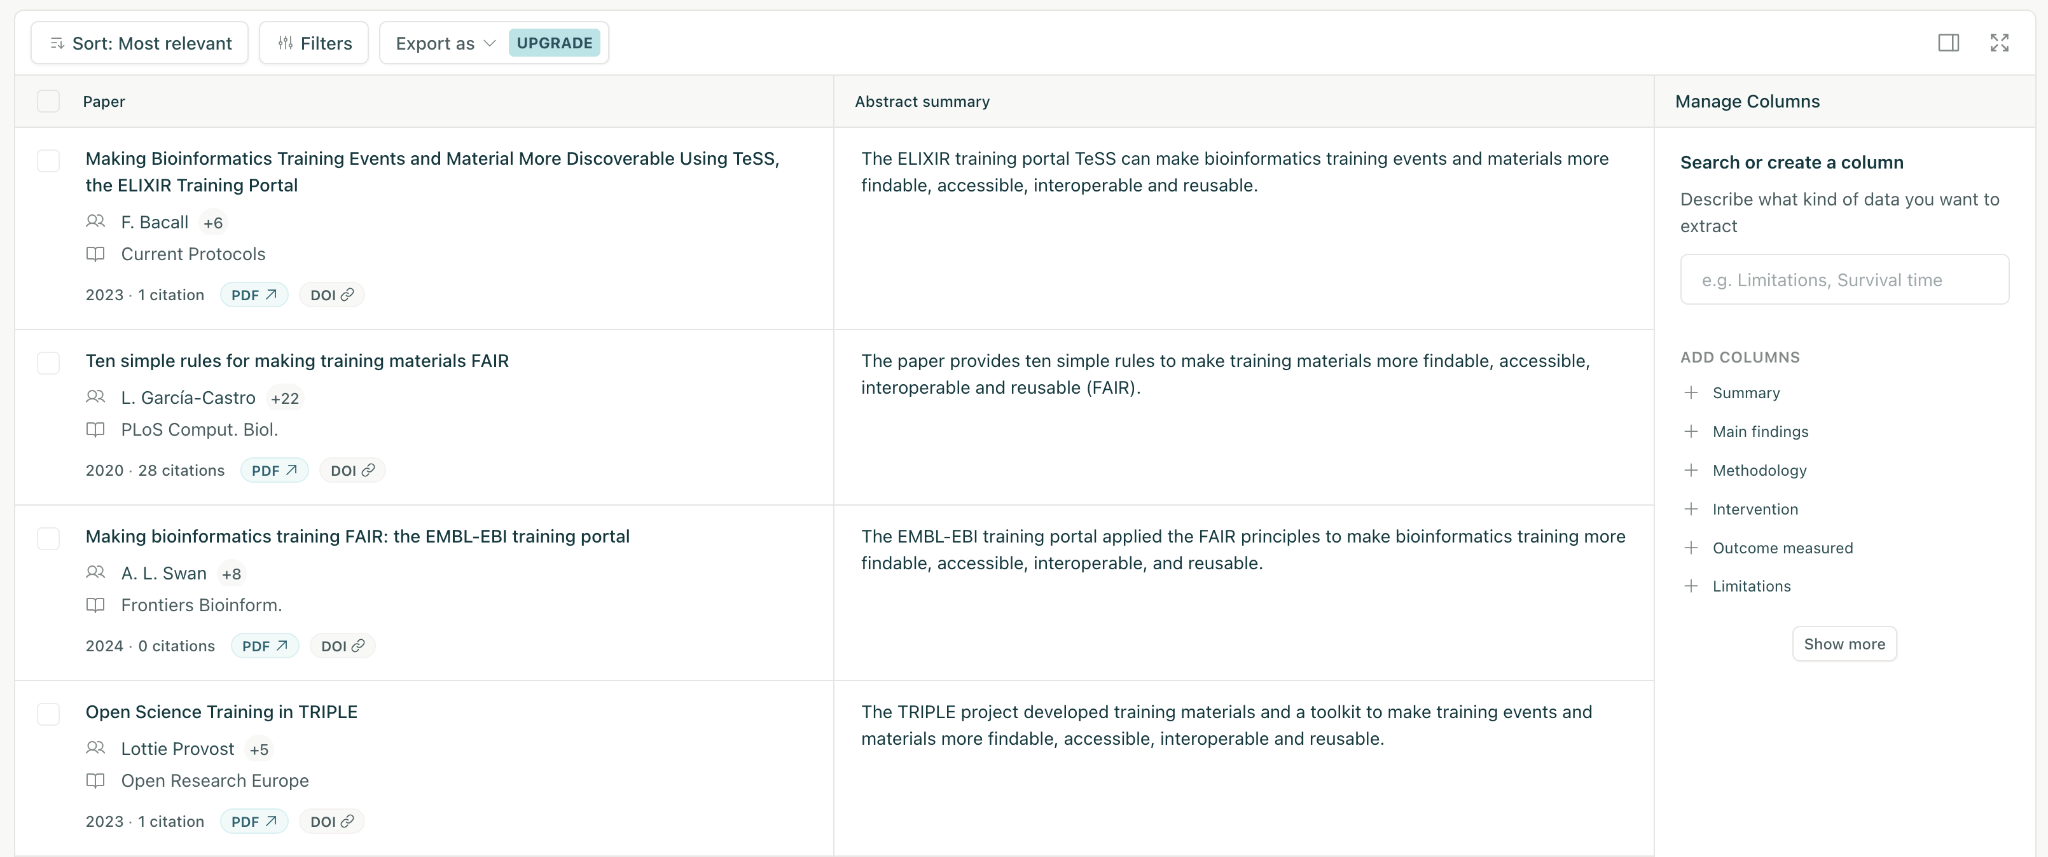 Sort: Most relevant
Filters
Export as
UPGRADE
Paper
Abstract summary
Manage Columns
Making Bioinformatics Training Events and Material More Discoverable Using TeSS,
the ELIXIR Training Portal
F. Bacall +6
Current Protocols
2023 · 1 citation PDF DOI
The ELIXIR training portal TeSS can make bioinformatics training events and materials more
findable, accessible, interoperable and reusable.
Ten simple rules for making training materials FAIR
L. García-Castro +22
PLoS Comput. Biol.
2020 · 28 citations PDF DOI
The paper provides ten simple rules to make training materials more findable, accessible,
interoperable and reusable (FAIR).
Making bioinformatics training FAIR: the EMBL-EBI training portal
A. L. Swan +8
Frontiers Bioinform.
2024 · 0 citations PDF DOI
The EMBL-EBI training portal applied the FAIR principles to make bioinformatics training more
findable, accessible, interoperable, and reusable.
Open Science Training in TRIPLE
Lottie Provost +5
Open Research Europe
2023 · 1 citation PDF DOI
The TRIPLE project developed training materials and a toolkit to make training events and
materials more findable, accessible, interoperable and reusable.
Search or create a column
Describe what kind of data you want to
extract
e.g. Limitations, Survival time
ADD COLUMNS
Summary
Main findings
Methodology
Intervention
Outcome measured
Limitations
Show more